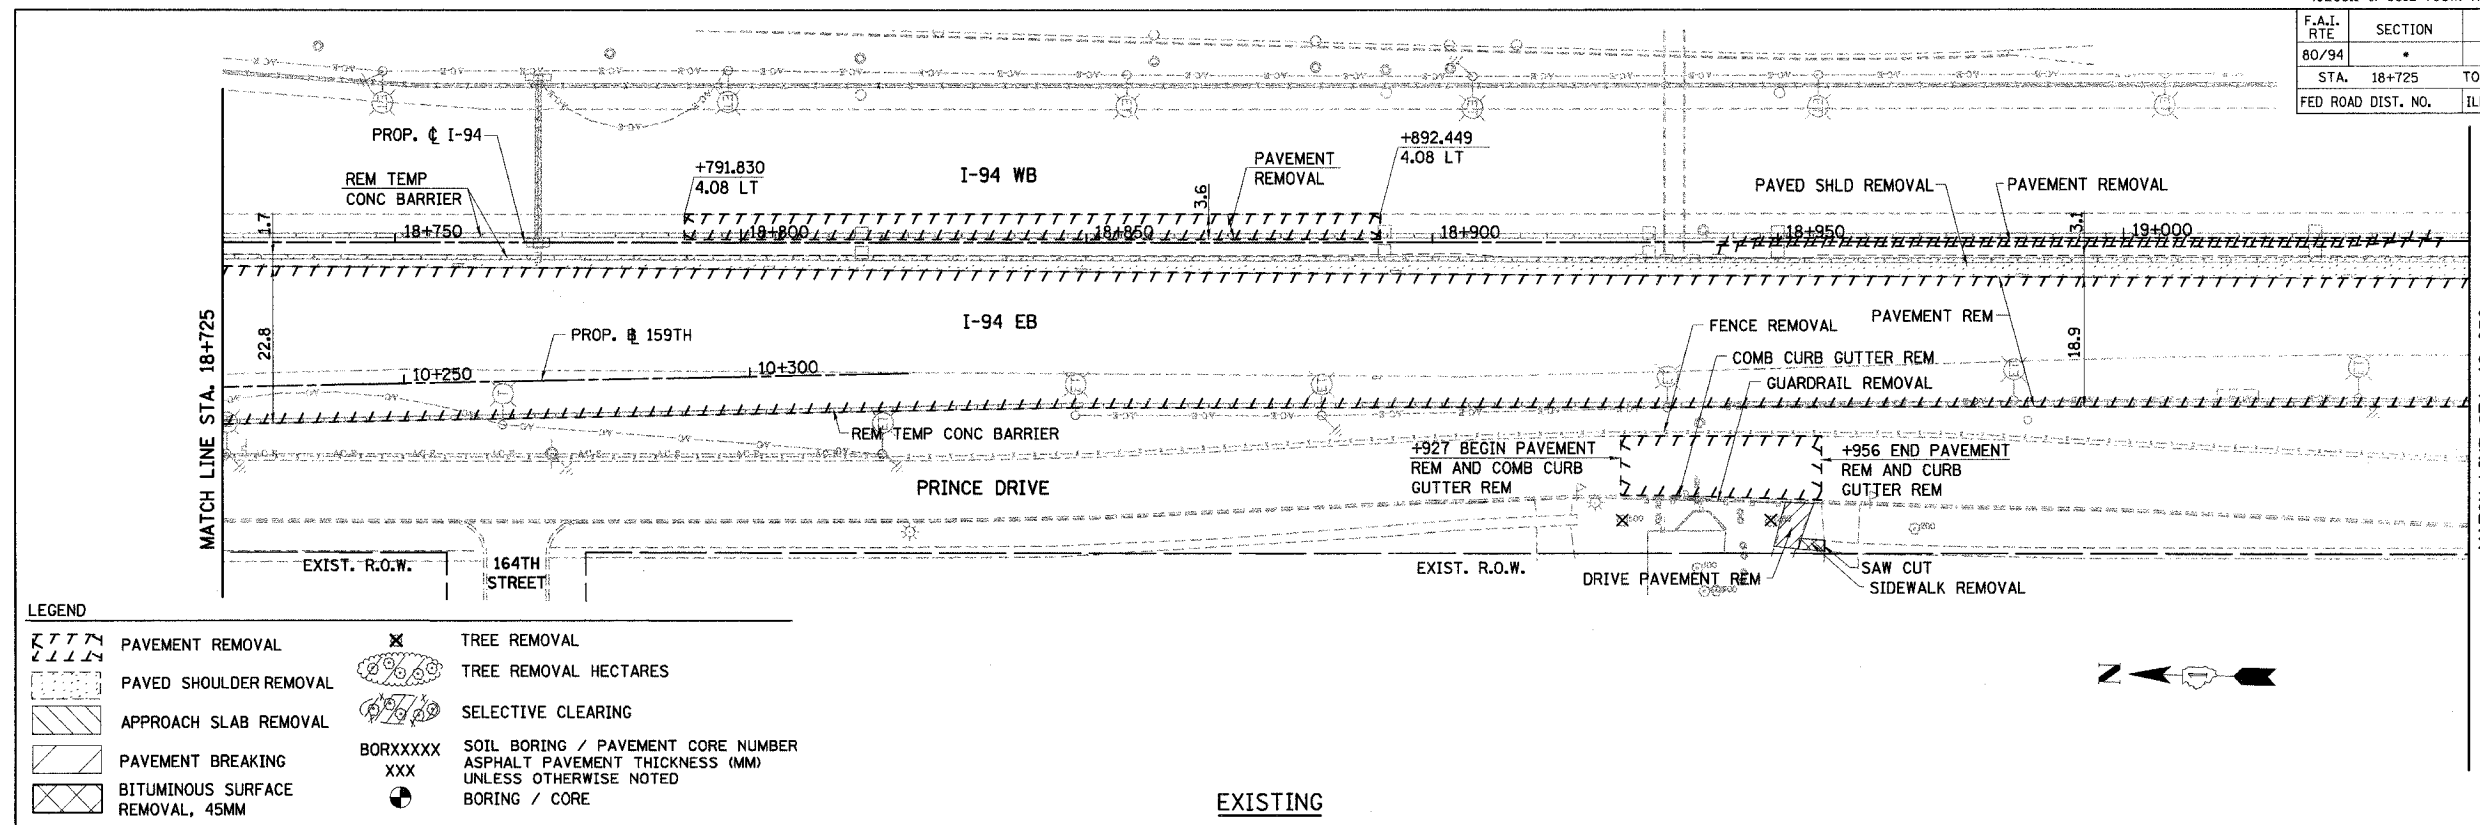 F.A.I.
RTE
SECTION
80/94
*
STA. 18+725 TO
FED ROAD DIST. NO.
PROP. ℄ I-94
REM TEMP
CONC BARRIER
+791.830
4.08 LT
I-94 WB
3.6
PAVEMENT
REMOVAL
+892.449
4.08 LT
PAVED SHLD REMOVAL
PAVEMENT REMOVAL
1.7
18+750
18+800
18+850
18+900
18+950
3.1
19+000
MATCH LINE STA. 18+725
22.8
I-94 EB
PROP. ⅊ 159TH
10+250
10+300
FENCE REMOVAL
PAVEMENT REM
18.9
COMB CURB GUTTER REM
GUARDRAIL REMOVAL
REM TEMP CONC BARRIER
+927 BEGIN PAVEMENT
REM AND COMB CURB
GUTTER REM
+956 END PAVEMENT
REM AND CURB
GUTTER REM
PRINCE DRIVE
EXIST. R.O.W.
164TH
STREET
EXIST. R.O.W.
DRIVE PAVEMENT REM
SAW CUT
SIDEWALK REMOVAL
LEGEND
PAVEMENT REMOVAL
PAVED SHOULDER REMOVAL
APPROACH SLAB REMOVAL
PAVEMENT BREAKING
BITUMINOUS SURFACE
REMOVAL, 45MM
TREE REMOVAL
TREE REMOVAL HECTARES
SELECTIVE CLEARING
BORXXXXX
XXX
SOIL BORING / PAVEMENT CORE NUMBER
ASPHALT PAVEMENT THICKNESS (MM)
UNLESS OTHERWISE NOTED
BORING / CORE
N
EXISTING